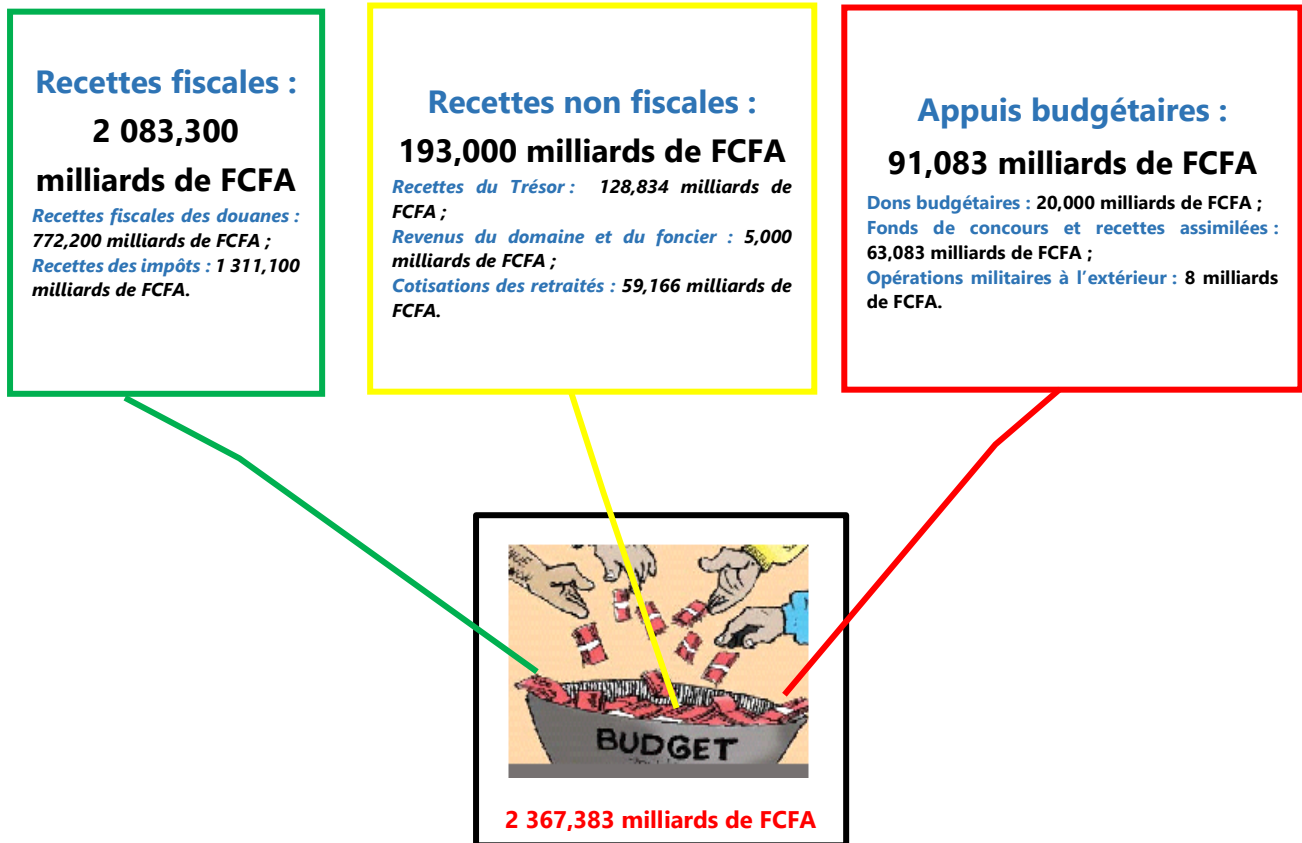 Recettes fiscales :
2 083,300
milliards de FCFA
Recettes fiscales des douanes :
772,200 milliards de FCFA ;
Recettes des impôts : 1 311,100
milliards de FCFA.
Recettes non fiscales :
193,000 milliards de FCFA
Recettes du Trésor : 128,834 milliards de
FCFA ;
Revenus du domaine et du foncier : 5,000
milliards de FCFA ;
Cotisations des retraités : 59,166 milliards de
FCFA.
Appuis budgétaires :
91,083 milliards de FCFA
Dons budgétaires : 20,000 milliards de FCFA ;
Fonds de concours et recettes assimilées :
63,083 milliards de FCFA ;
Opérations militaires à l'extérieur : 8 milliards
de FCFA.
BUDGET
2 367,383 milliards de FCFA